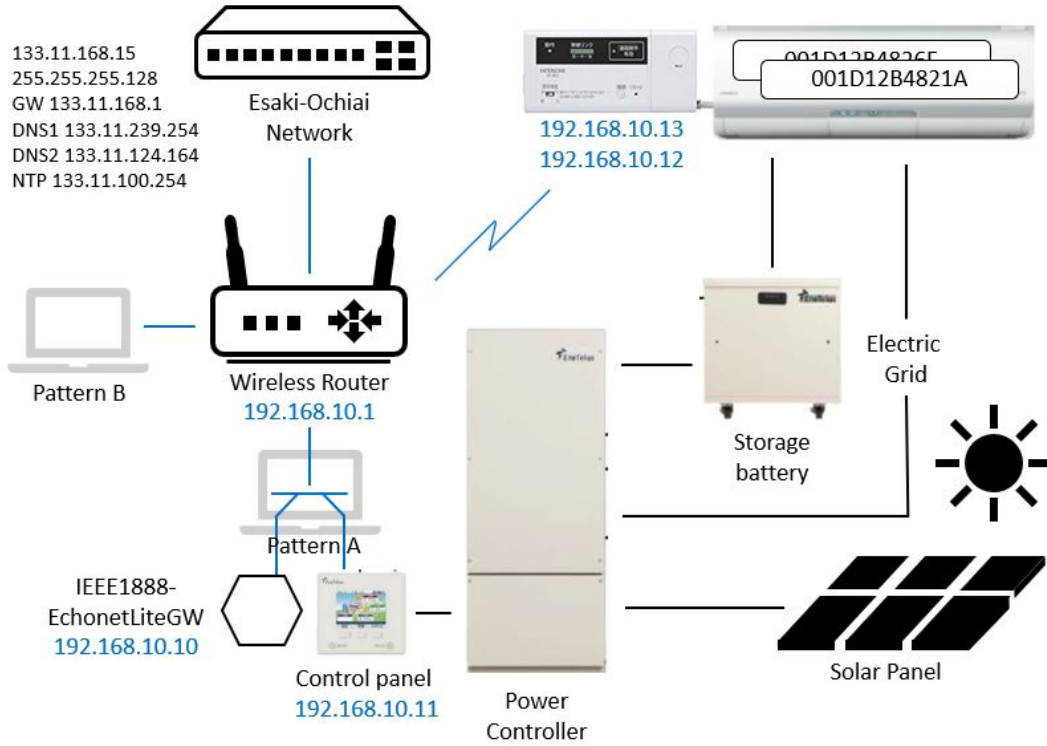 133.11.168.15
255.255.255.128
GW 133.11.168.1
DNS1 133.11.239.254
DNS2 133.11.124.164
NTP 133.11.100.254
Esaki-Ochiai
Network
HITACHI
192.168.10.13
192.168.10.12
001D12B4821A
Pattern B
Wireless Router
192.168.10.1
EneTelus
EneTelus
Electric
Grid
Storage
battery
Pattern A
IEEE1888-
EchonetLiteGW
192.168.10.10
Control panel
192.168.10.11
Power
Controller
Solar Panel